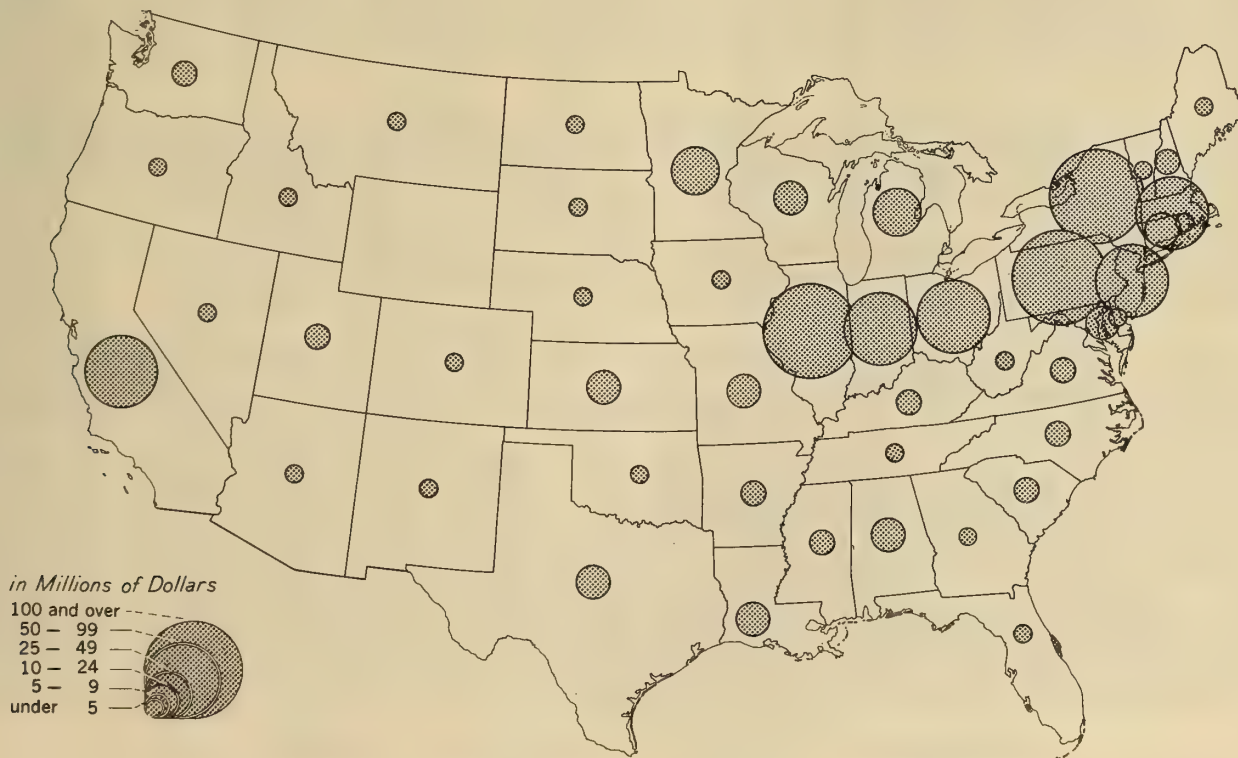 in Millions of Dollars
100 and over
50 – 99
25 – 49
10 – 24
5 – 9
under 5